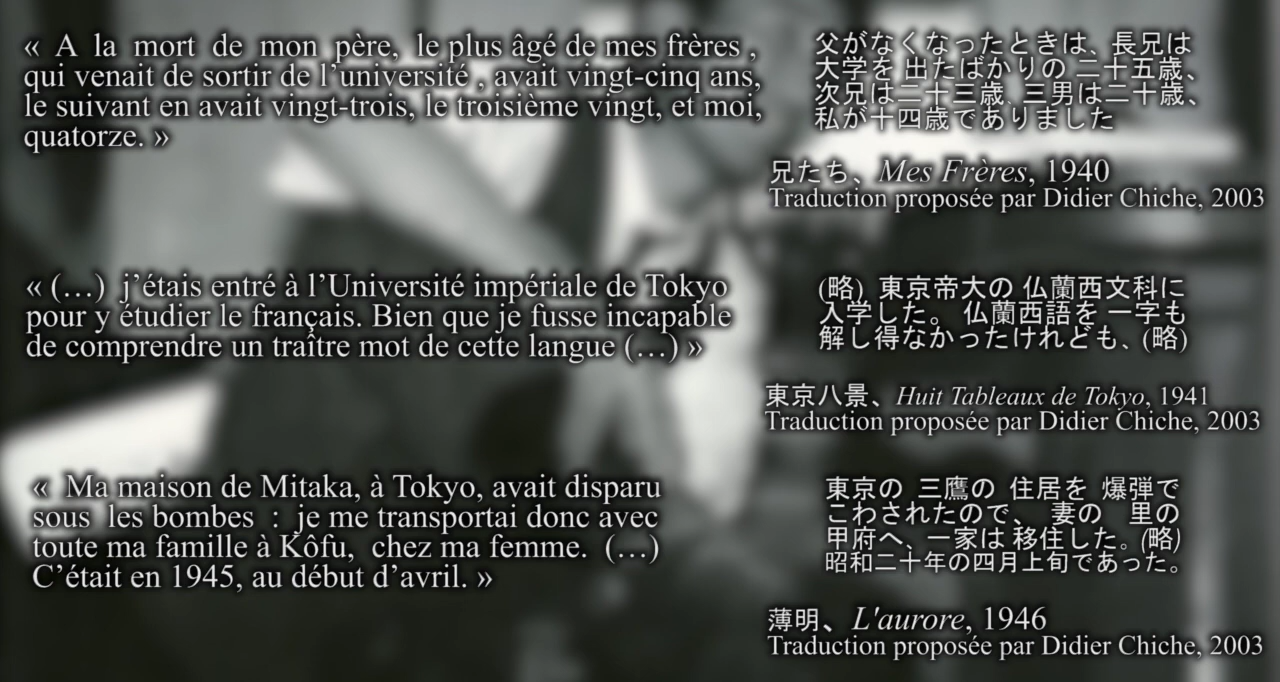 « A la mort de mon père, le plus âgé de mes frères ,
qui venait de sortir de l’université , avait vingt-cinq ans,
le suivant en avait vingt-trois, le troisième vingt, et moi,
quatorze. »
父がなくなったときは、長兄は
大学を 出たばかりの 二十五歳、
次兄は二十三歳、三男は二十歳、
私が十四歳でありました
兄たち、Mes Frères, 1940
Traduction proposée par Didier Chiche, 2003
« (…) j’étais entré à l’Université impériale de Tokyo
pour y étudier le français. Bien que je fusse incapable
de comprendre un traître mot de cette langue (…) »
(略) 東京帝大の 仏蘭西文科に
入学した。 仏蘭西語を 一字も
解し得なかったけれども、(略)
東京八景、Huit Tableaux de Tokyo, 1941
Traduction proposée par Didier Chiche, 2003
« Ma maison de Mitaka, à Tokyo, avait disparu
sous les bombes : je me transportai donc avec
toute ma famille à Kôfu, chez ma femme. (…)
C’était en 1945, au début d’avril. »
東京の 三鷹の 住居を 爆弾で
こわされたので、 妻の 里の
甲府へ、一家は 移住した。(略)
昭和二十年の四月上旬であった。
薄明、L'aurore, 1946
Traduction proposée par Didier Chiche, 2003